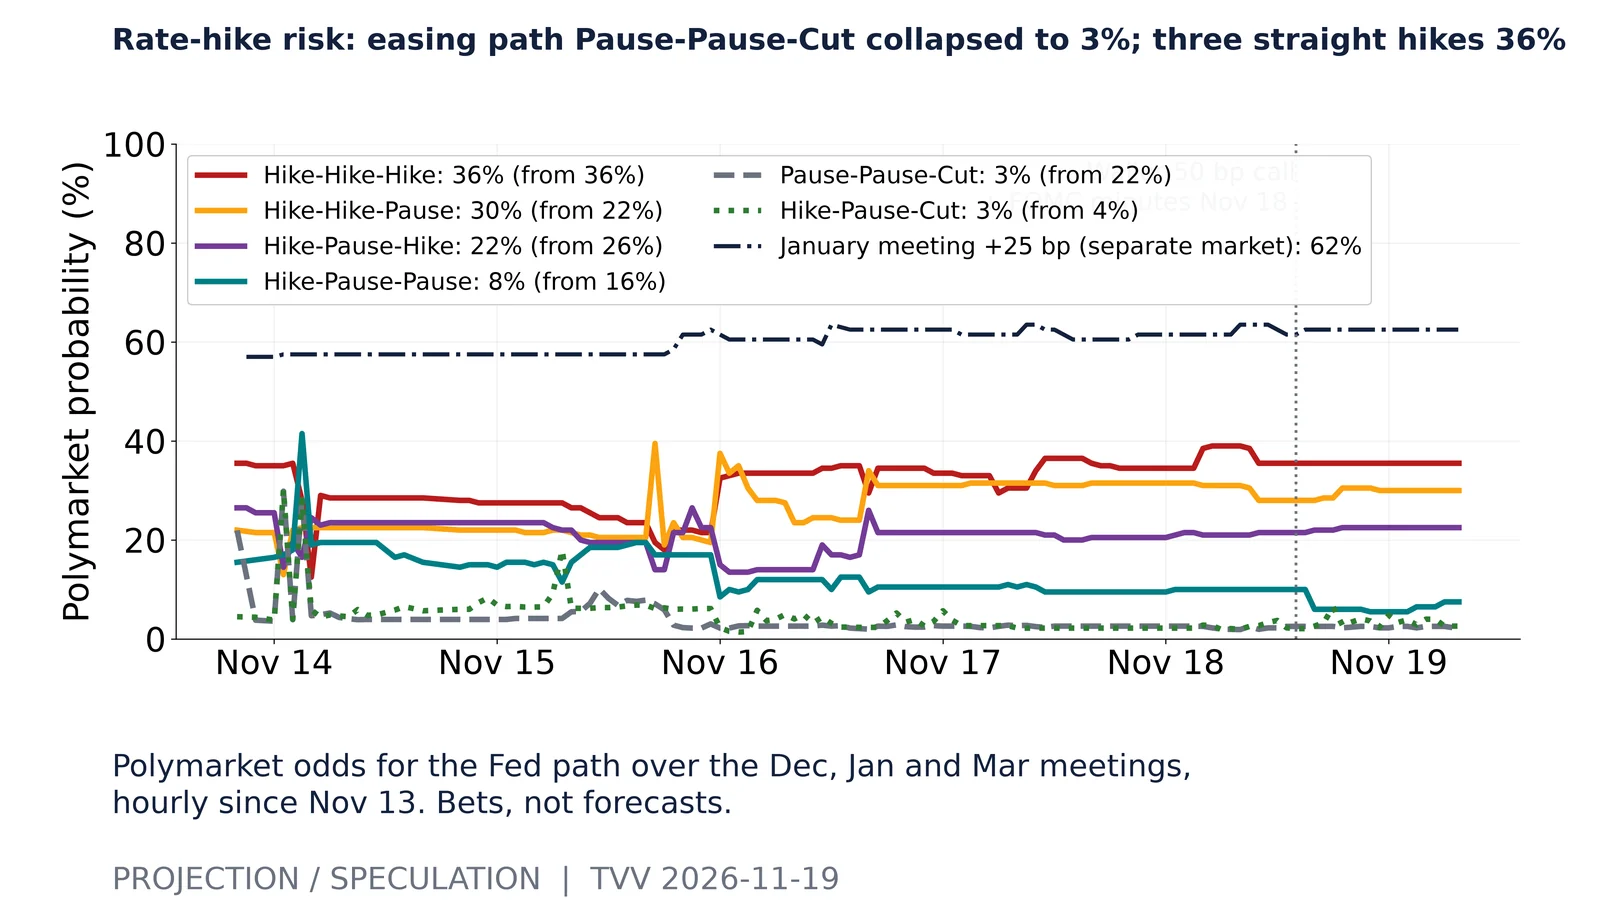 Rate-hike risk: easing path Pause-Pause-Cut collapsed to 3%; three straight hikes 36%
Polymarket probability (%)
100
80
60
40
20
0
Hike-Hike-Hike: 36% (from 36%)
Hike-Hike-Pause: 30% (from 22%)
Hike-Pause-Hike: 22% (from 26%)
Hike-Pause-Pause: 8% (from 16%)
Pause-Pause-Cut: 3% (from 22%)
Hike-Pause-Cut: 3% (from 4%)
January meeting +25 bp (separate market): 62%
50 bp call
Nov 18
Nov 14
Nov 15
Nov 16
Nov 17
Nov 18
Nov 19
Polymarket odds for the Fed path over the Dec, Jan and Mar meetings,
hourly since Nov 13. Bets, not forecasts.
PROJECTION / SPECULATION | TVV 2026-11-19